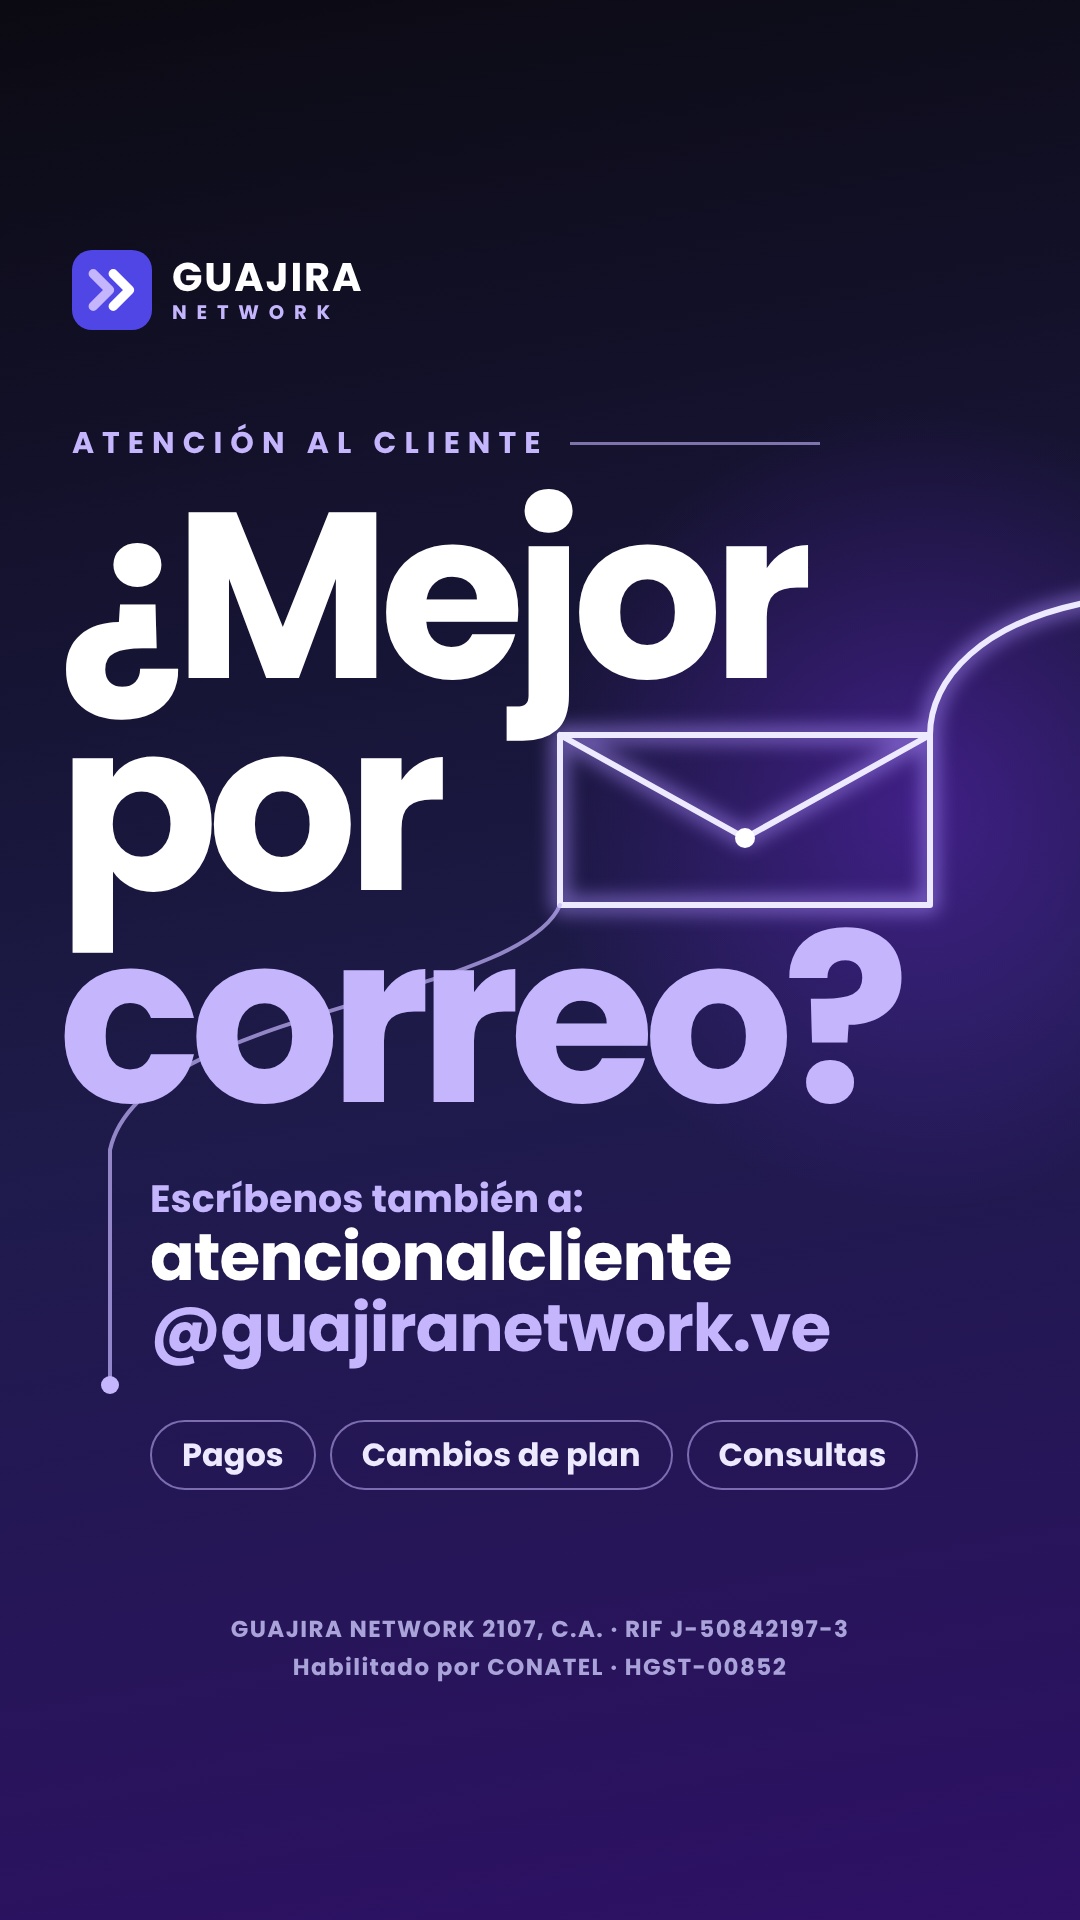 GUAJIRA
NETWORK
ATENCIÓN AL CLIENTE
¿Mejor
por
correo?
Escríbenos también a:
atencionalcliente
@guajiranetwork.ve
Pagos Cambios de plan Consultas
GUAJIRA NETWORK 2107, C.A. · RIF J-50842197-3
Habilitado por CONATEL · HGST-00852